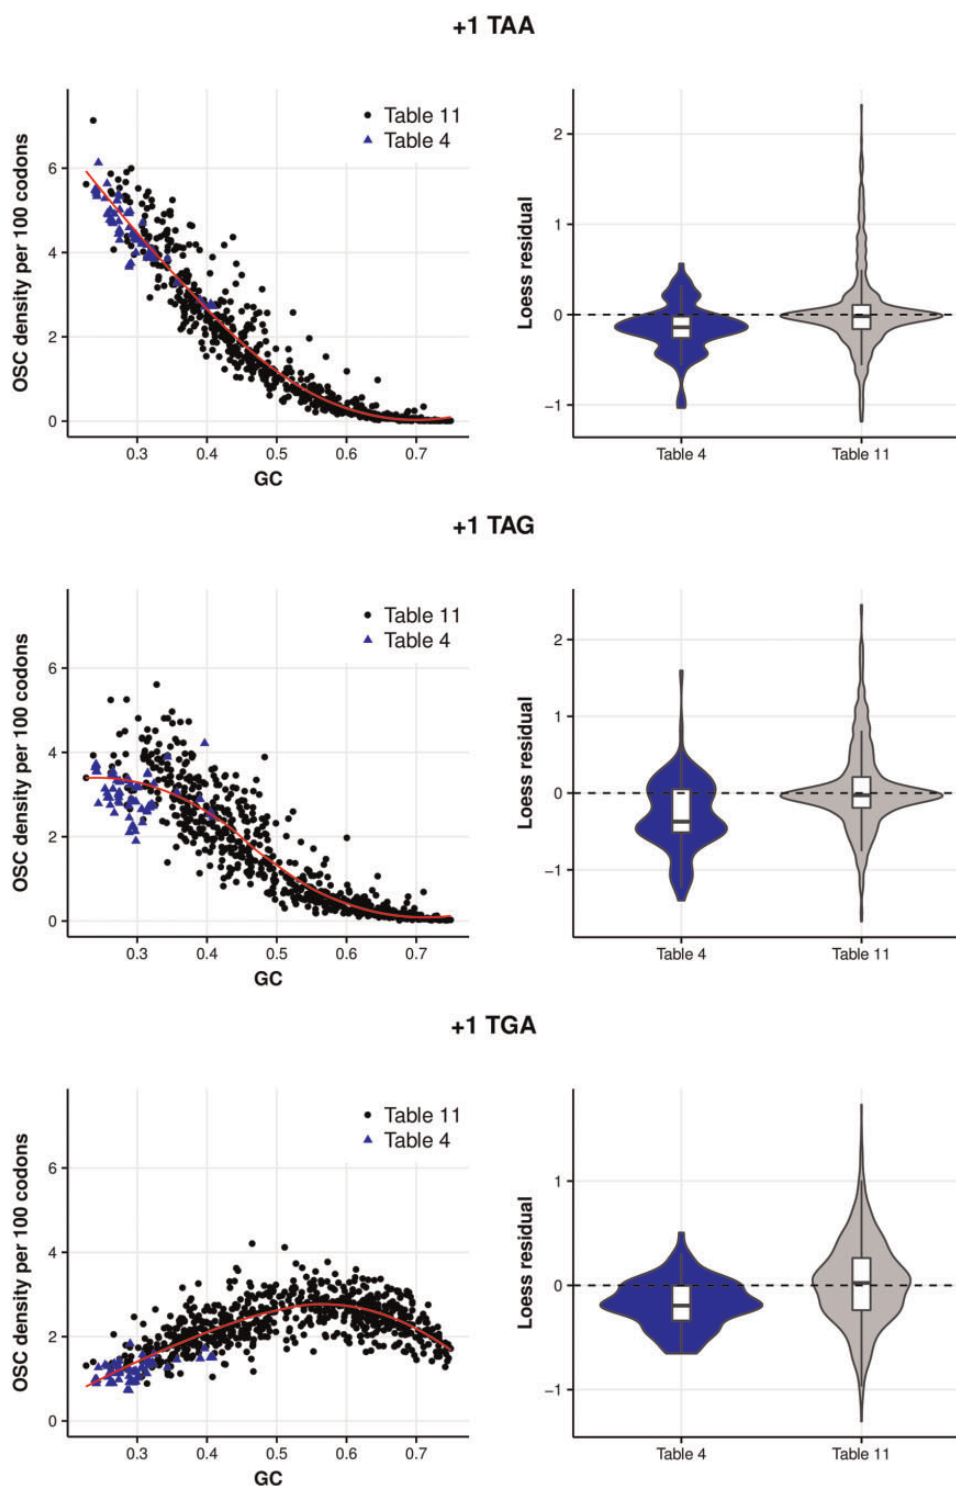 +1 TAA
OSC density per 100 codons
6
4
2
0
Table 11
Table 4
0.3 0.4 0.5 0.6 0.7
GC
Loess residual
2
1
0
−1
Table 4 Table 11
+1 TAG
OSC density per 100 codons
6
4
2
0
Table 11
Table 4
0.3 0.4 0.5 0.6 0.7
GC
Loess residual
2
1
0
−1
Table 4 Table 11
+1 TGA
OSC density per 100 codons
6
4
2
0
Table 11
Table 4
0.3 0.4 0.5 0.6 0.7
GC
Loess residual
1
0
−1
Table 4 Table 11